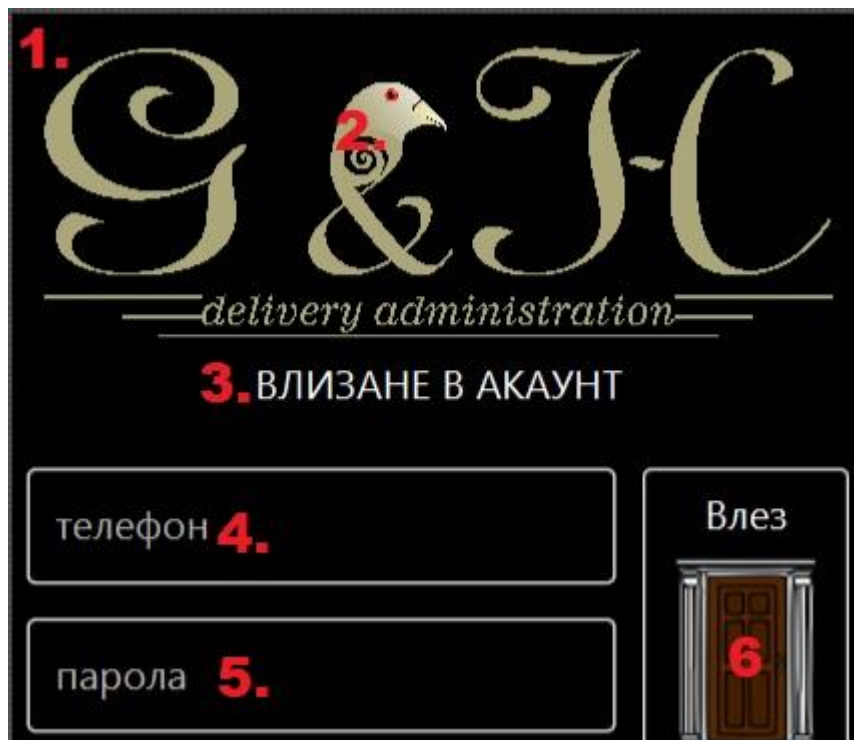 1.
G & H
2.
delivery administration
3. ВЛИЗАНЕ В АКАУНТ
телефон 4.
Влез
парола 5.
6